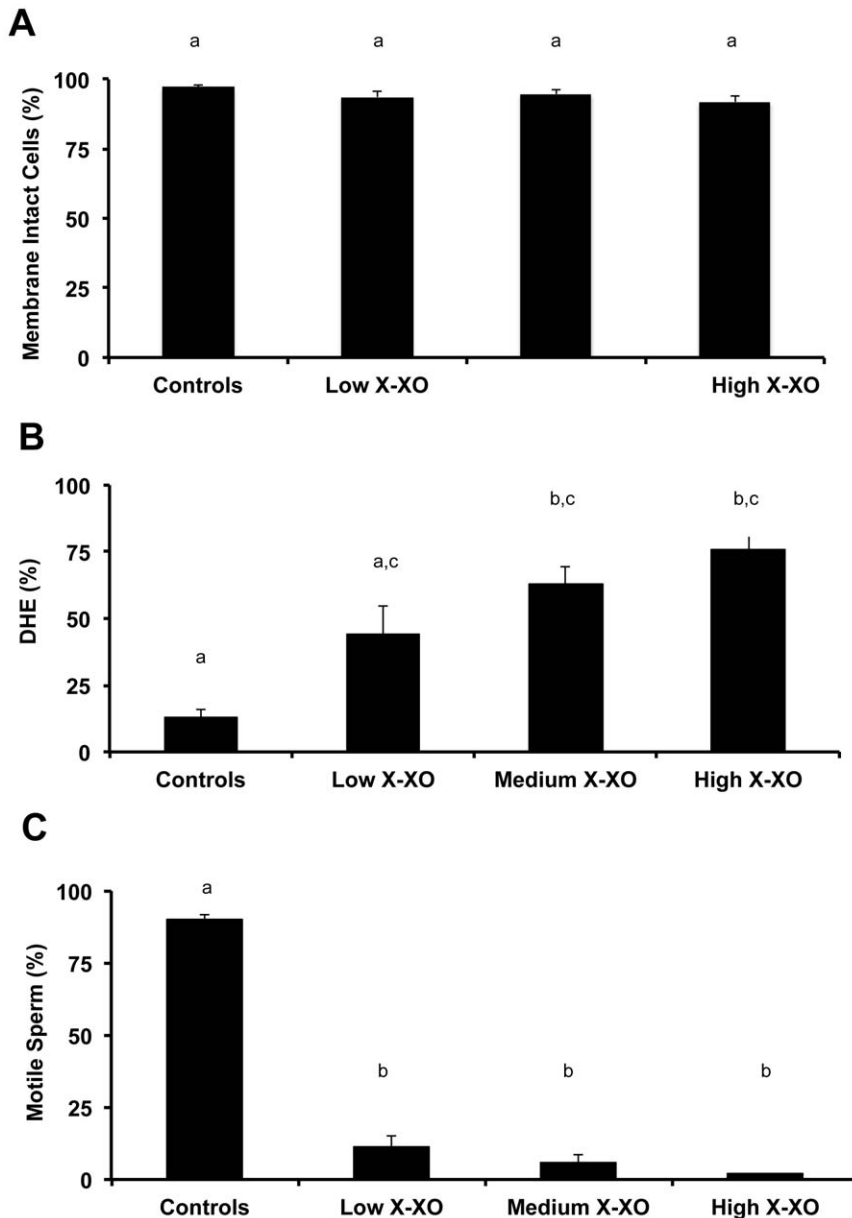 A
a a a a
100
75
50
25
0
Membrane Intact Cells (%)
Controls Low X-XO High X-XO
B
100
75
50
25
0
DHE (%)
a a,c b,c b,c
Controls Low X-XO Medium X-XO High X-XO
C
100
75
50
25
0
Motile Sperm (%)
a b b b
Controls Low X-XO Medium X-XO High X-XO